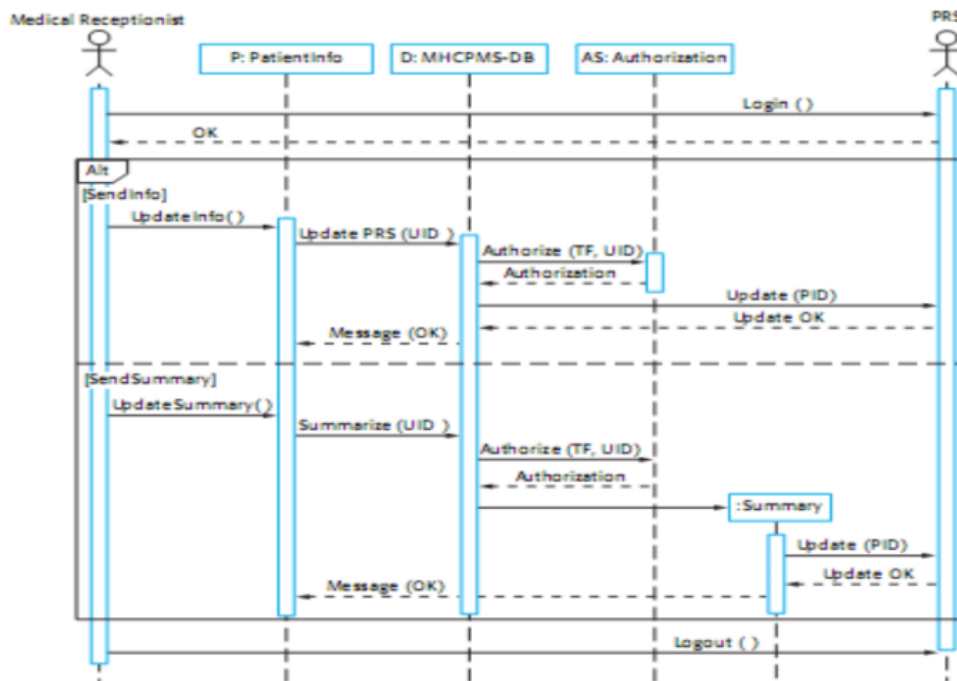 Medical Receptionist
PRS
P: PatientInfo
D: MHCPMS-DB
AS: Authorization
Login ( )
OK
Alt
[SendInfo]
UpdateInfo( )
Update PRS (UID )
Authorize (TF, UID)
Authorization
Update (PID)
Update OK
Message (OK)
[SendSummary]
UpdateSummary( )
Summarize (UID )
Authorize (TF, UID)
Authorization
:Summary
Update (PID)
Update OK
Message (OK)
Logout ( )